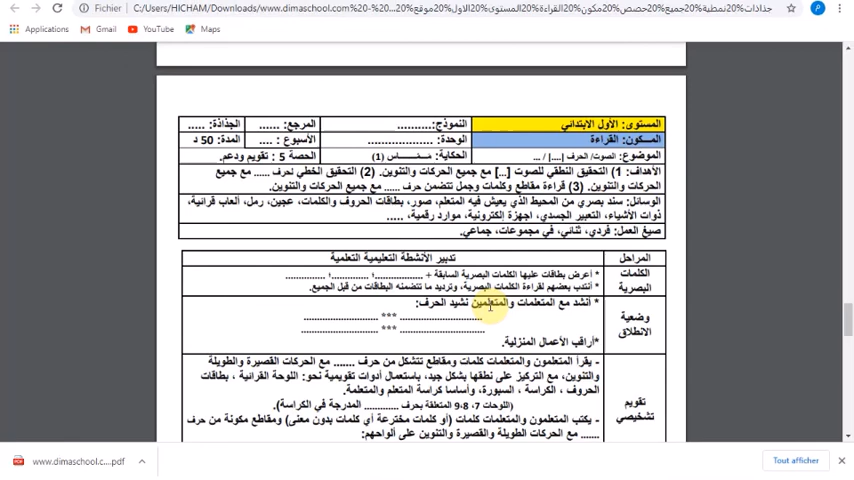 Fichier
C:/Users/HICHAM/Downloads/www.dimaschool.com%20-%20...موقع%20الاول%20المستوى%20القراءة%20مكون%20حصص%20جميع%20نمطية%20جذاذات
Applications
Gmail
YouTube
Maps
المستوى: الأول الابتدائي
النموذج:..........
المرجع: ......
الجذاذة: .....
المـــكون: القراءة
الوحدة: ..................
الأسبوع: ....
المدة: 50 د
الموضوع: الصوت/ الحرف [....] / ...
الحكاية: مَـنَـــــاس (1)
الحصة 5 : تقويم ودعم.
الأهداف: 1) التحقيق النطقي للصوت [...] مع جميع الحركات والتنوين. 2) التحقيق الخطي لحرف ...... مع جميع
الحركات والتنوين. 3) قراءة مقاطع وكلمات وجمل تتضمن حرف ...... مع جميع الحركات والتنوين.
الوسائل: سند بصري من المحيط الذي يعيش فيه المتعلم، صور، بطاقات الحروف والكلمات، عجين، رمل، ألعاب قرائية،
ذوات الأشياء، التعبير الجسدي، أجهزة إلكترونية، موارد رقمية، .....
صيغ العمل: فردي، ثنائي، في مجموعات، جماعي.
المراحل
تدبير الأنشطة التعليمية التعلمية
الكلمات
البصرية
* أعرض بطاقات عليها الكلمات البصرية السابقة + ................؛ .............؛ ..............
* أنتدب بعضهم لقراءة الكلمات البصرية، وترديد ما تتضمنه البطاقات من قبل الجميع.
وضعية
الانطلاق
* أنشد مع المتعلمات والمتعلمين نشيد الحرف:
........................... *** ........................
........................... *** ........................
*أراقب الأعمال المنزلية.
تقويم
تشخيصي
- يقرأ المتعلمون والمتعلمات كلمات ومقاطع تتشكل من حرف ....... مع الحركات القصيرة والطويلة
والتنوين، مع التركيز على نطقها بشكل جيد، باستعمال أدوات تقويمية نحو: اللوحة القرائية ، بطاقات
الحروف ، الكراسة ، السبورة، وأساسا كراسة المتعلم والمتعلمة.
(اللوحات 7، 8،9 المتعلقة بحرف ............. المدرجة في الكراسة).
- يكتب المتعلمون والمتعلمات كلمات (أو كلمات مخترعة أي كلمات بدون معنى) ومقاطع مكونة من حرف
...... مع الحركات الطويلة والقصيرة والتنوين على ألواحهم:
www.dimaschool.c....pdf
Tout afficher